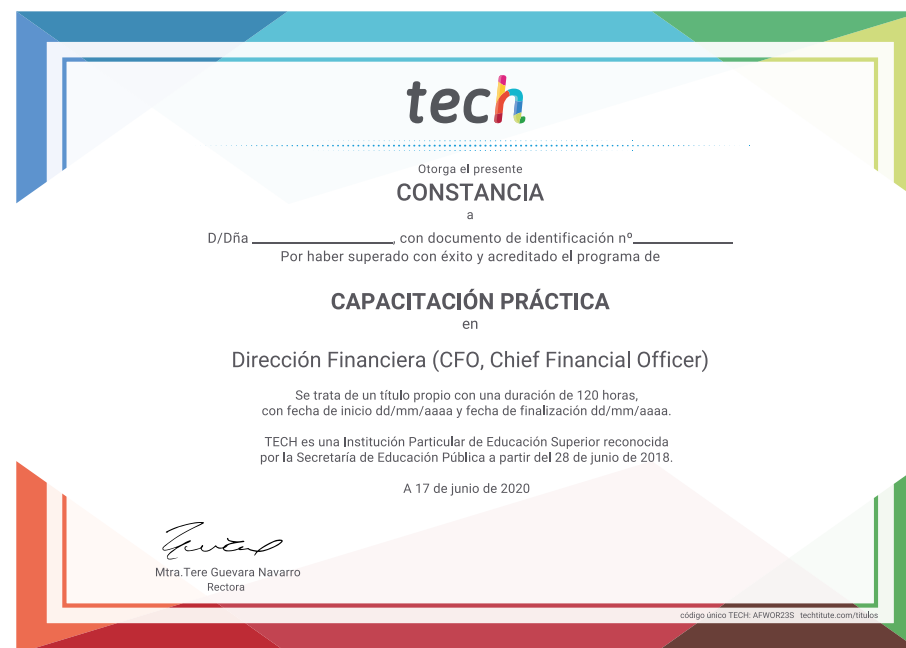 tech
Otorga el presente
CONSTANCIA
a
D/Dña ____________________, con documento de identificación nº______________
Por haber superado con éxito y acreditado el programa de
CAPACITACIÓN PRÁCTICA
en
Dirección Financiera (CFO, Chief Financial Officer)
Se trata de un título propio con una duración de 120 horas,
con fecha de inicio dd/mm/aaaa y fecha de finalización dd/mm/aaaa.
TECH es una Institución Particular de Educación Superior reconocida
por la Secretaría de Educación Pública a partir del 28 de junio de 2018.
A 17 de junio de 2020
Mtra.Tere Guevara Navarro
Rectora
código único TECH: AFWOR23S techtitute.com/titulos